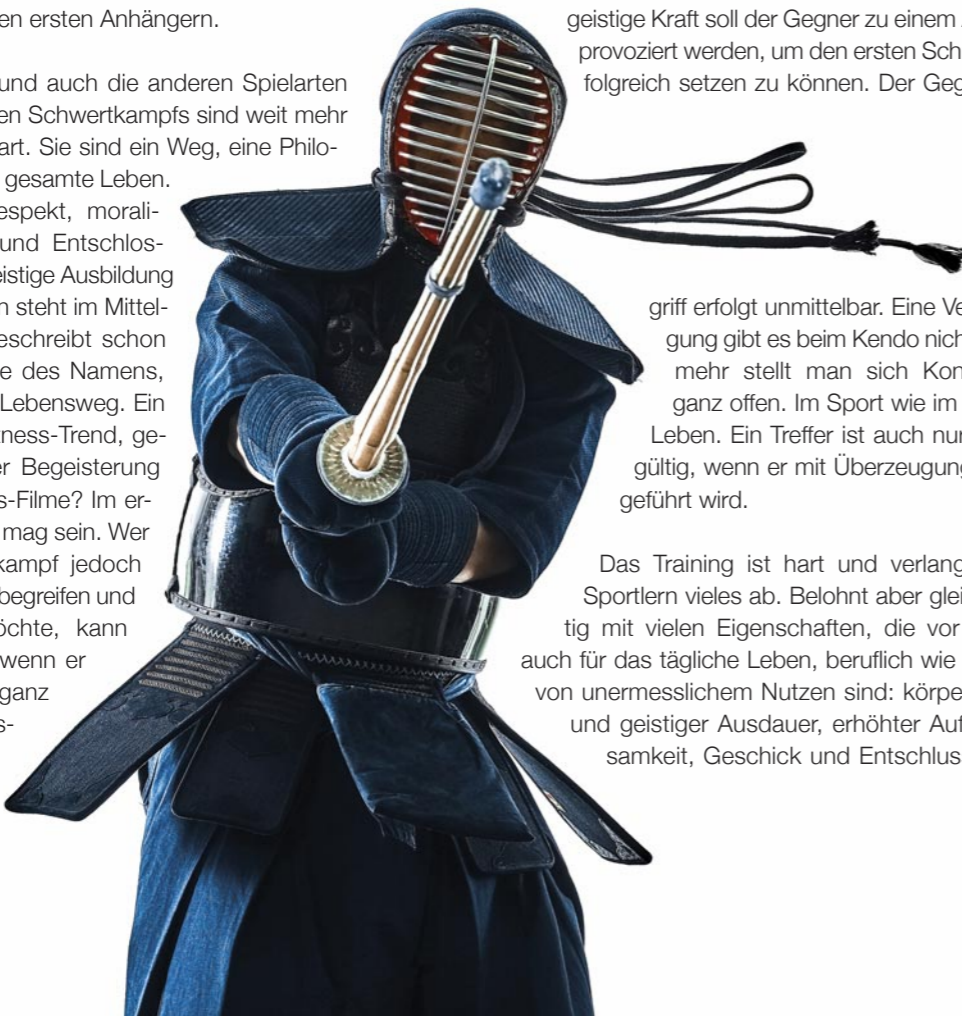 en ersten Anhängern.
und auch die anderen Spielarten
en Schwertkampfs sind weit mehr
art. Sie sind ein Weg, eine Philo-
gesamte Leben.
espekt, morali-
und Entschlos-
eistige Ausbildung
n steht im Mittel-
eschreibt schon
e des Namens,
Lebensweg. Ein
tness-Trend, ge-
er Begeisterung
s-Filme? Im er-
mag sein. Wer
kampf jedoch
begreifen und
öchte, kann
wenn er
ganz
s-
geistige Kraft soll der Gegner zu einem
provoziert werden, um den ersten Sch
folgreich setzen zu können. Der Geg
griff erfolgt unmittelbar. Eine Ve
gung gibt es beim Kendo nich
mehr stellt man sich Kon
ganz offen. Im Sport wie im
Leben. Ein Treffer ist auch nur
gültig, wenn er mit Überzeugung
geführt wird.
Das Training ist hart und verlang
Sportlern vieles ab. Belohnt aber glei
tig mit vielen Eigenschaften, die vor
auch für das tägliche Leben, beruflich wie
von unermesslichem Nutzen sind: körpe
und geistiger Ausdauer, erhöhter Auf
samkeit, Geschick und Entschluss